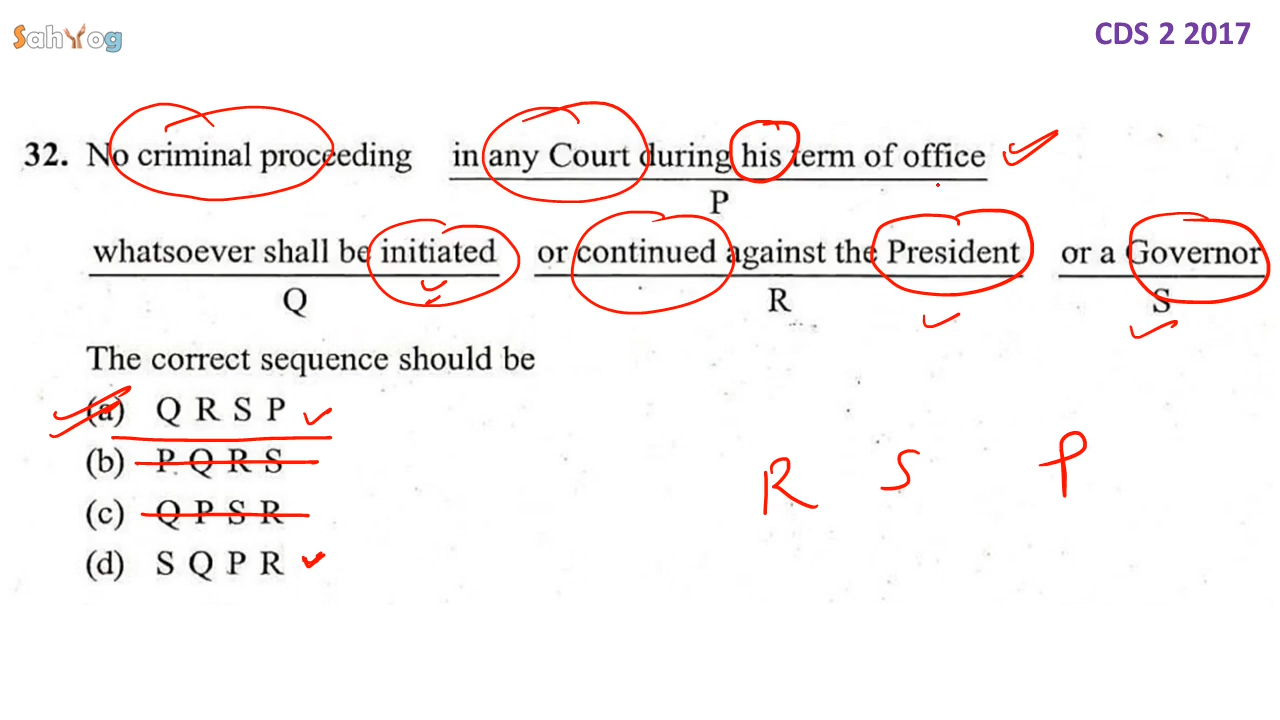 SahYog
CDS 2 2017
32. No criminal proceeding in any Court during his term of office
P
whatsoever shall be initiated or continued against the President or a Governor
Q R S
The correct sequence should be
(a) Q R S P
(b) P Q R S
(c) Q P S R
(d) S Q P R
R S P